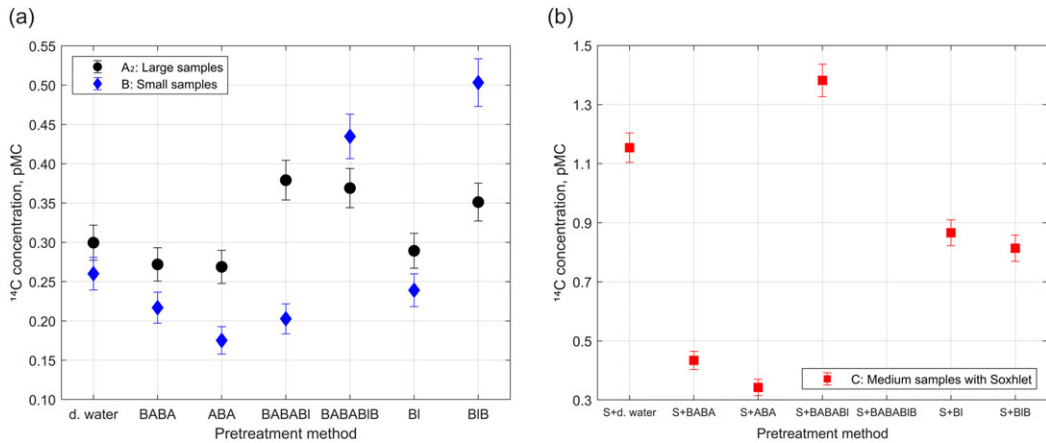 (a)
0.55
0.50
0.45
0.40
0.35
0.30
0.25
0.20
0.15
0.10
¹⁴C concentration, pMC
A₂: Large samples
B: Small samples
d. water BABA ABA BABABI BABABIB BI BIB
Pretreatment method
(b)
1.5
1.3
1.1
0.9
0.7
0.5
0.3
¹⁴C concentration, pMC
C: Medium samples with Soxhlet
S+d. water S+BABA S+ABA S+BABABI S+BABABIB S+BI S+BIB
Pretreatment method